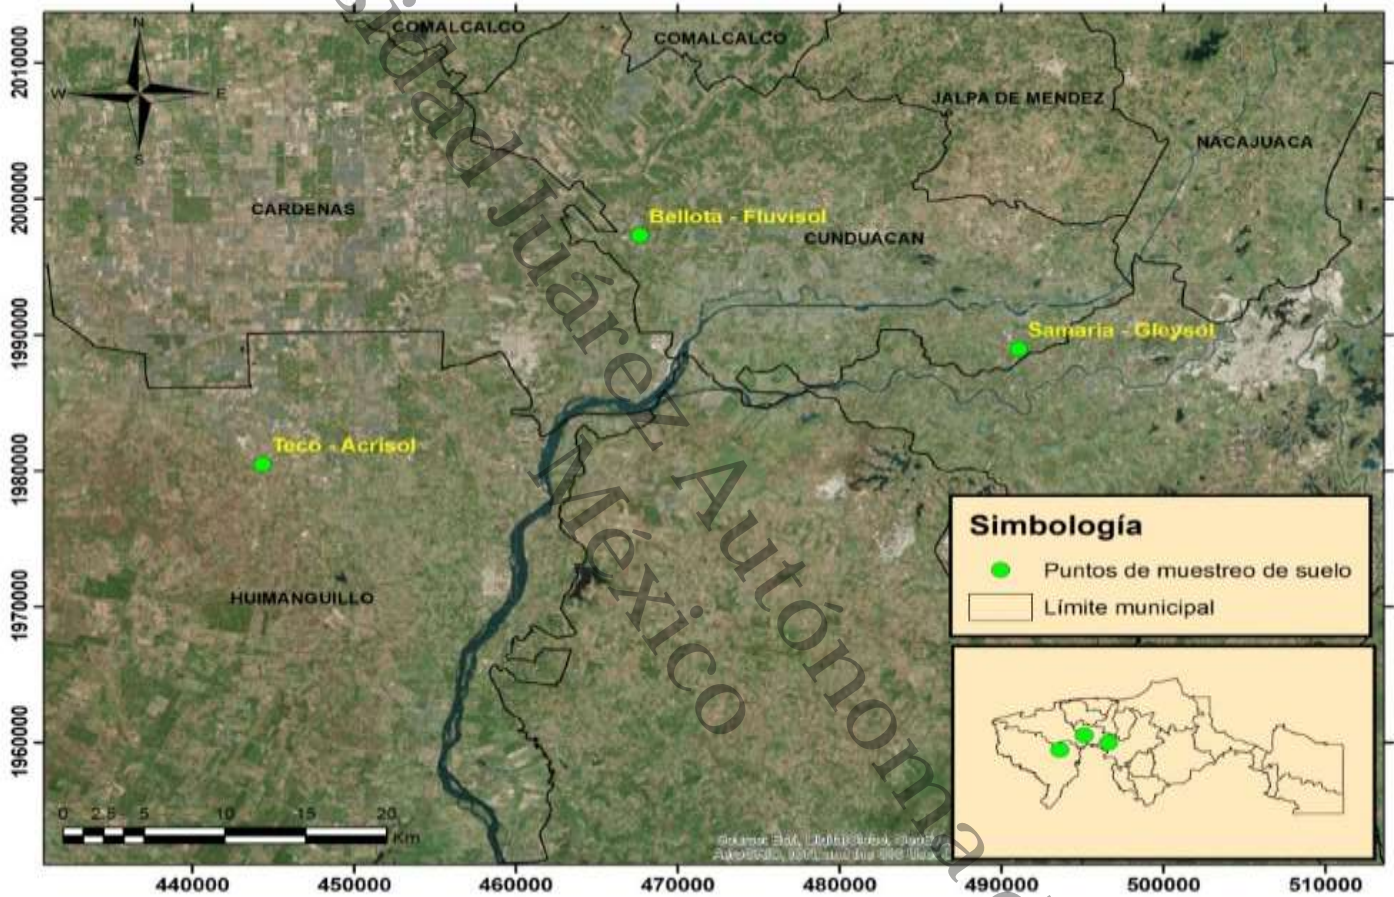 COMALCALCO
COMALCALCO
N
W
E
S
JALPA DE MENDEZ
NACAJUACA
CARDENAS
Bellota - Fluvisol
CUNDUACAN
Samaria - Gleysol
Teco - Acrisol
HUIMANGUILLO
Simbología
Puntos de muestreo de suelo
Límite municipal
0 2.5 5 10 15 20
Km
2010000
2000000
1990000
1980000
1970000
1960000
440000 450000 460000 470000 480000 490000 500000 510000
Juárez Autónoma
México